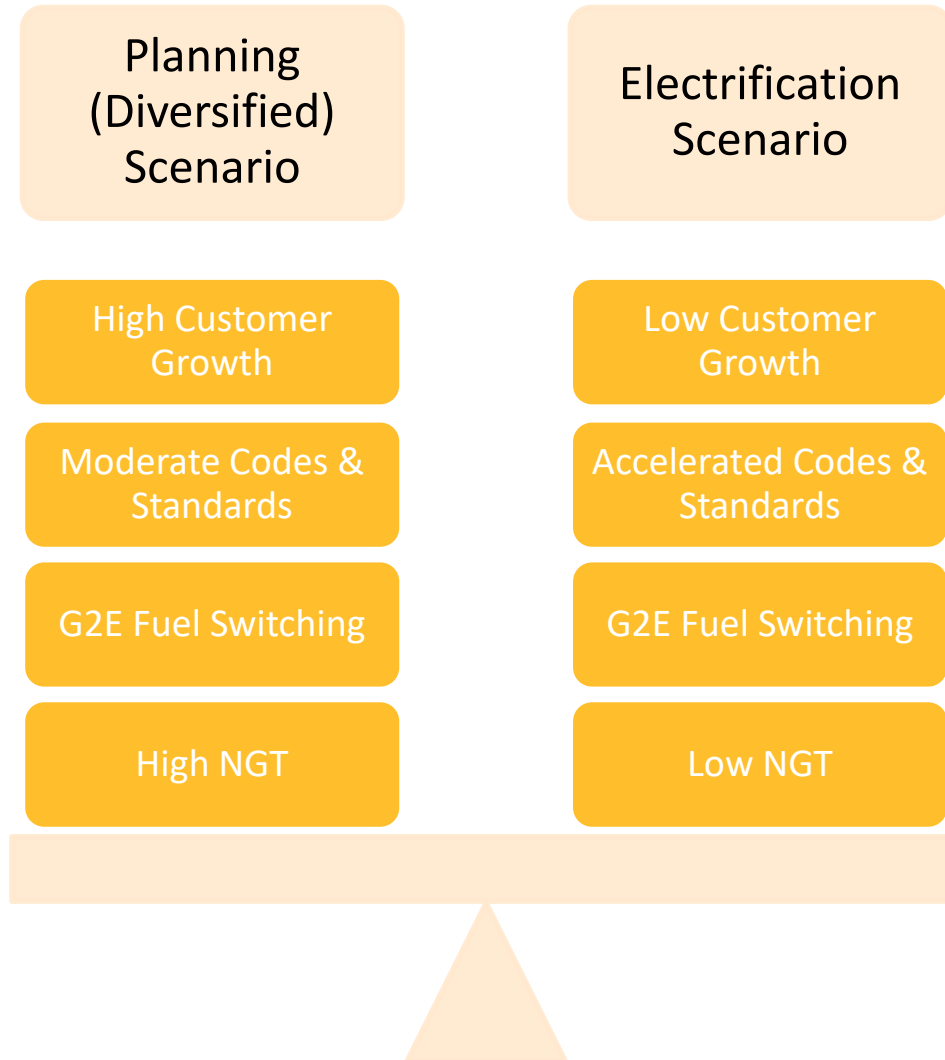 Planning
(Diversified)
Scenario
High Customer
Growth
Moderate Codes &
Standards
G2E Fuel Switching
High NGT
Electrification
Scenario
Low Customer
Growth
Accelerated Codes &
Standards
G2E Fuel Switching
Low NGT